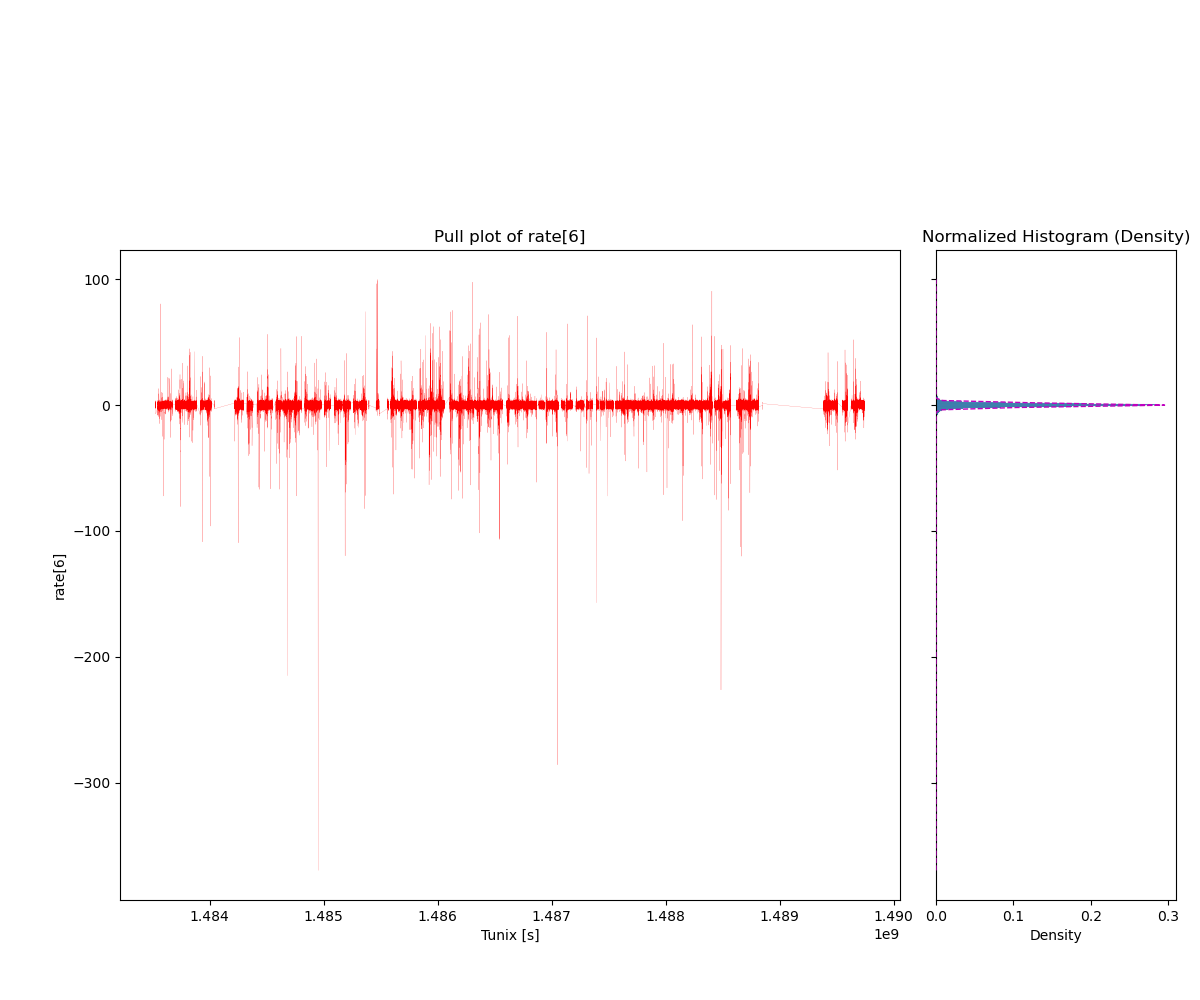 Pull plot of rate[6]
Normalized Histogram (Density)
100
0
−100
−200
−300
rate[6]
1.484
1.485
1.486
1.487
1.488
1.489
1.490
1e9
Tunix [s]
0.0
0.1
0.2
0.3
Density